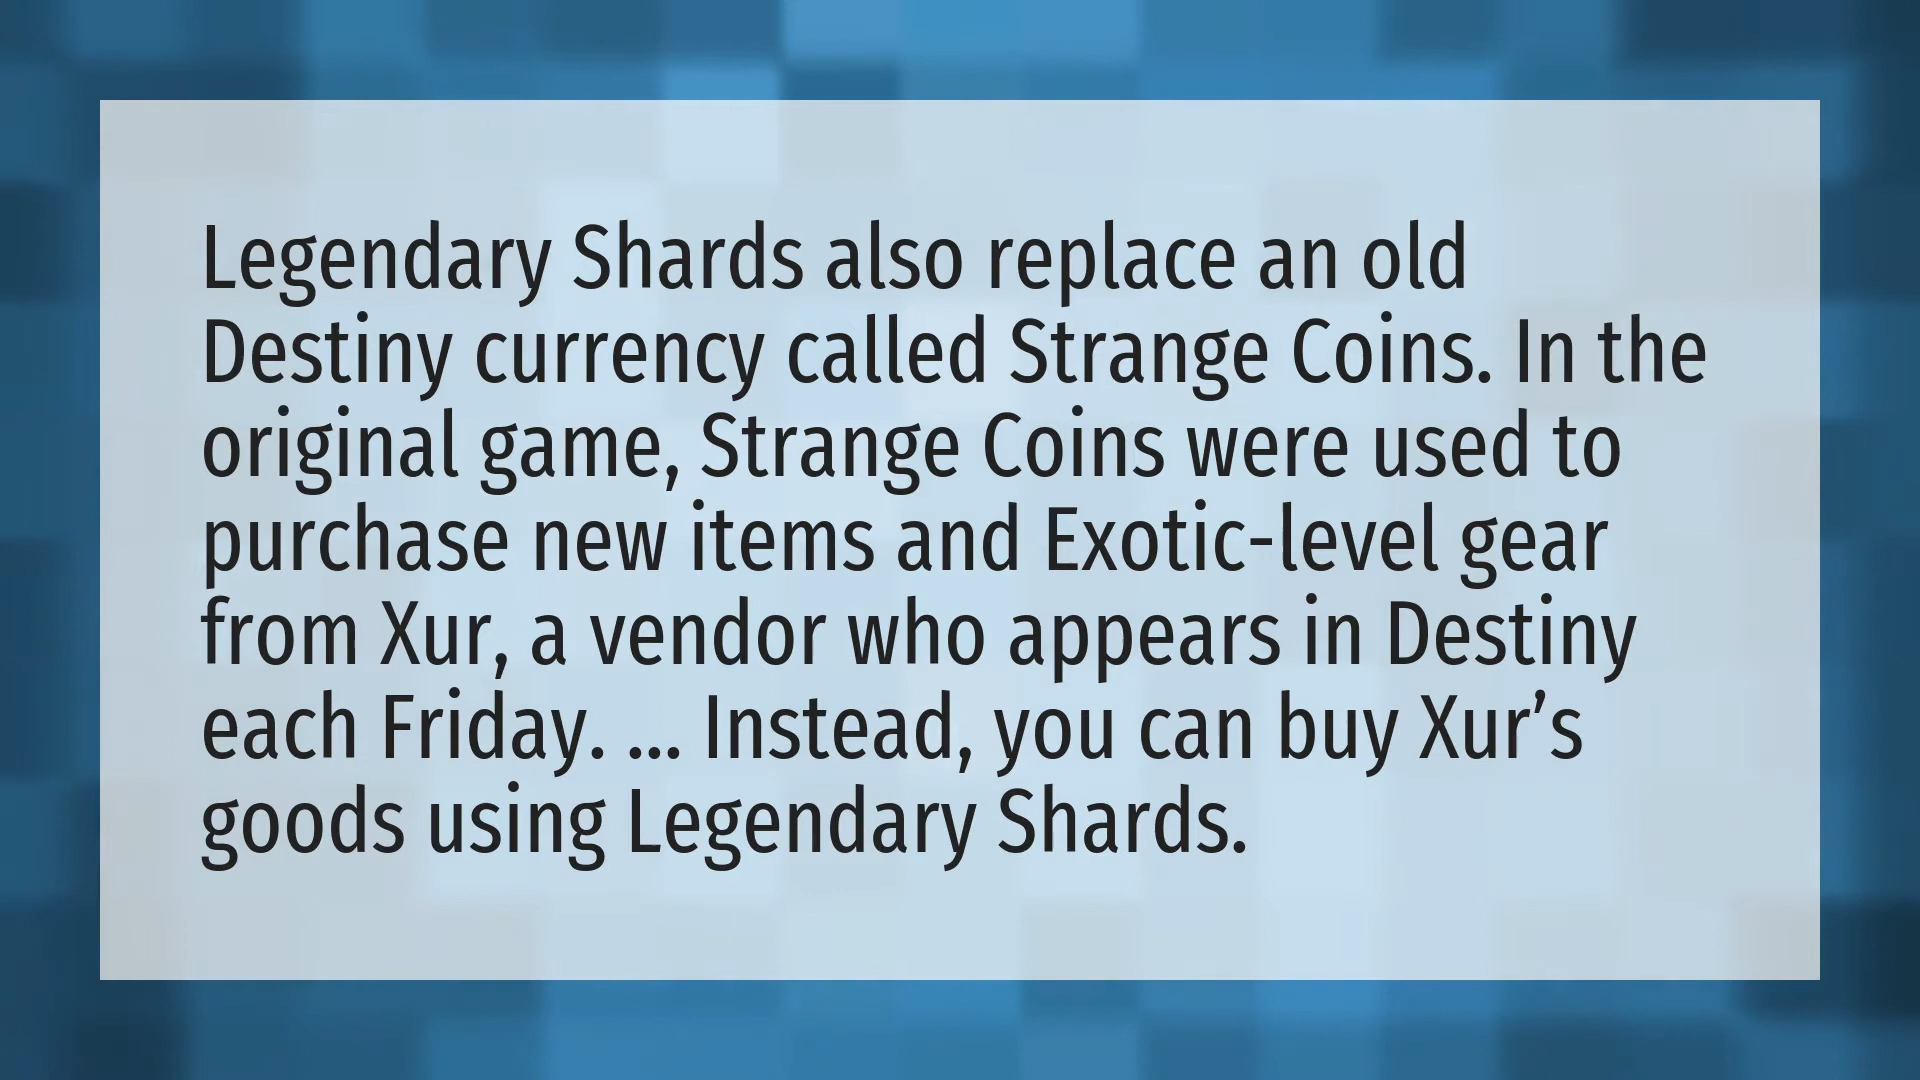 Legendary Shards also replace an old
Destiny currency called Strange Coins. In the
original game, Strange Coins were used to
purchase new items and Exotic-level gear
from Xur, a vendor who appears in Destiny
each Friday. ... Instead, you can buy Xur’s
goods using Legendary Shards.